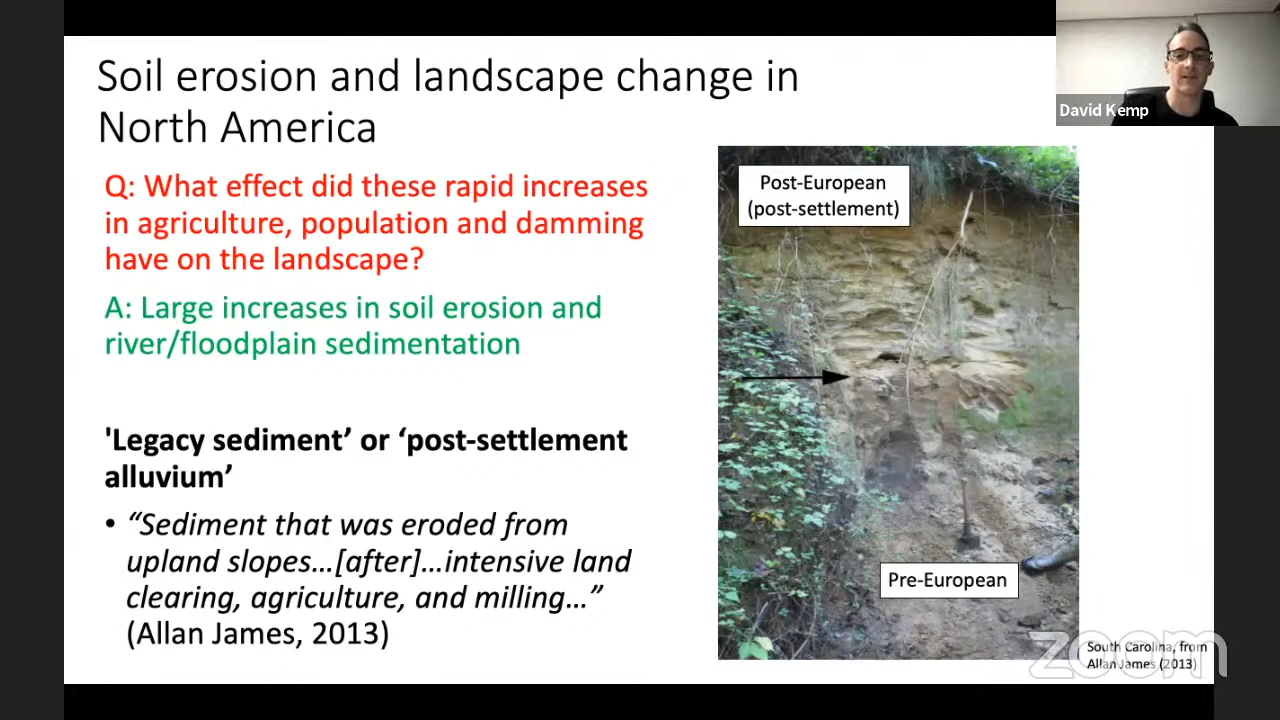 Soil erosion and landscape change in
North America
David Kemp
Q: What effect did these rapid increases
in agriculture, population and damming
have on the landscape?
A: Large increases in soil erosion and
river/floodplain sedimentation
'Legacy sediment’ or ‘post-settlement
alluvium’
• “Sediment that was eroded from
upland slopes…[after]…intensive land
clearing, agriculture, and milling…”
(Allan James, 2013)
Post-European
(post-settlement)
Pre-European
South Carolina, from
Allan James (2013)
zoom